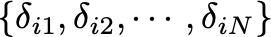 {δ_{i1}, δ_{i2}, ⋯ , δ_{iN}}